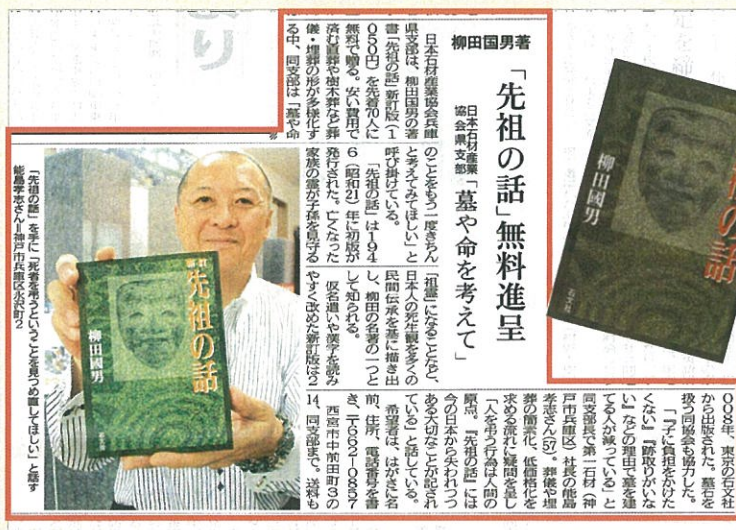 柳田国男著
「先祖の話」無料進呈
日本石材産業
協会県支部
「墓や命を考えて」
日本石材産業協会兵庫
県支部は、柳田国男の著
書「先祖の話」新訂版(1
050円)を先着70人に
無料で贈る。安い費用で
済む直葬や樹木葬など葬
儀・埋葬の形が多様化す
る中、同支部は「墓や命
のことをもう一度きちん
と考えてみてほしい」と
呼び掛けている。
「先祖の話」は194
6(昭和21)年に初版が
発行された。亡くなった
家族の霊が子孫を見守る
「祖霊」になることなど、
日本人の死生観を多くの
民間伝承を基に描き出
し、柳田の名著の一つと
して知られる。
仮名遣いや漢字を読み
やすく改めた新訂版は2
008年、東京の石文社
から出版された。墓石を
扱う同協会も協力した。
「『子に負担をかけた
くない』『跡取りがいな
い』などの理由で墓を建
てる人が減っている」と
同支部長で第一石材(神
戸市兵庫区)社長の能島
孝志さん(57)。葬儀や埋
葬の簡素化、低価格化を
求める流れに疑問を呈し
「人を弔う行為は人間の
原点。『先祖の話』には
今の日本から失われつつ
ある大切なことが記され
ている」と話している。
希望者は、はがきに名
前、住所、電話番号を書
き、〒662-0857
西宮市中前田町3の
14、同支部まで。送料も
「先祖の話」を手に「死者を弔うということを見つめ直してほしい」と話す
能島孝志さん=神戸市兵庫区永沢町2
新訂
先祖の話
柳田國男
の話
柳田國男
石文社